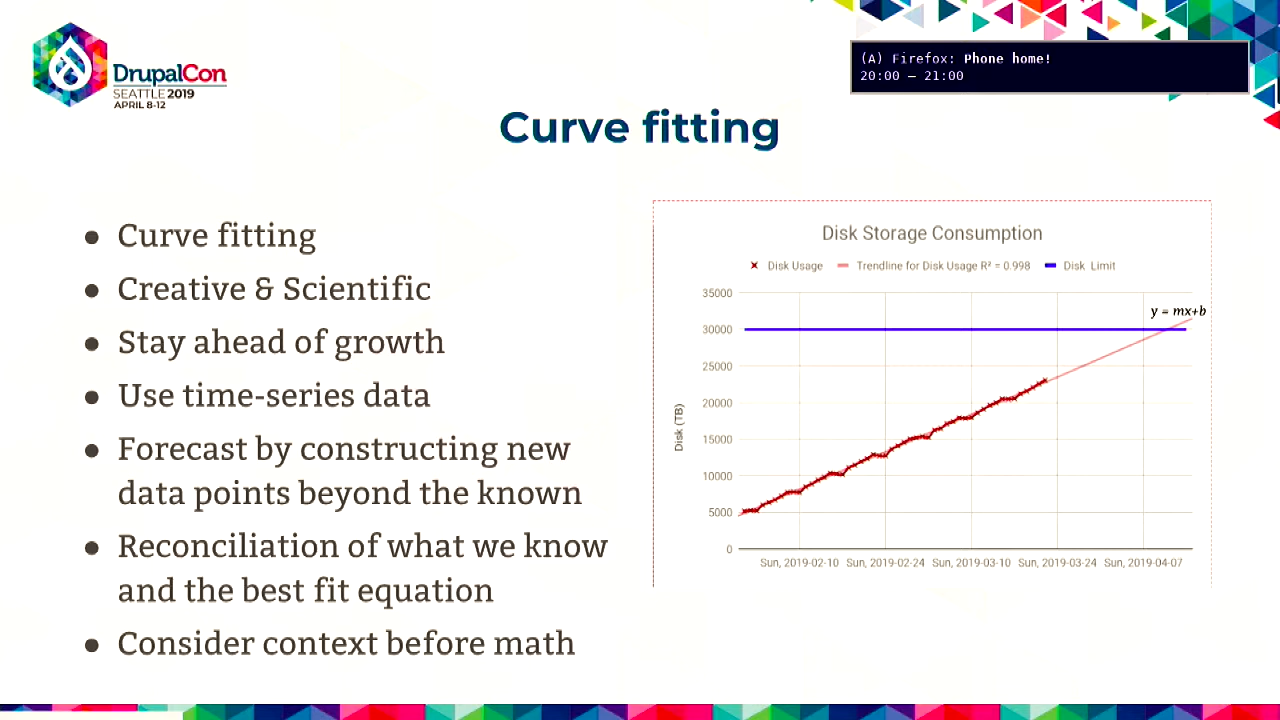 DrupalCon
SEATTLE 2019
APRIL 8-12
(A) Firefox: Phone home!
20:00 – 21:00
Curve fitting
● Curve fitting
● Creative & Scientific
● Stay ahead of growth
● Use time-series data
● Forecast by constructing new
data points beyond the known
● Reconciliation of what we know
and the best fit equation
● Consider context before math
Disk Storage Consumption
Disk Usage Trendline for Disk Usage R² = 0.998 Disk Limit
y = mx+b
Disk (TB)
35000
30000
25000
20000
15000
10000
5000
0
Sun, 2019-02-10 Sun, 2019-02-24 Sun, 2019-03-10 Sun, 2019-03-24 Sun, 2019-04-07